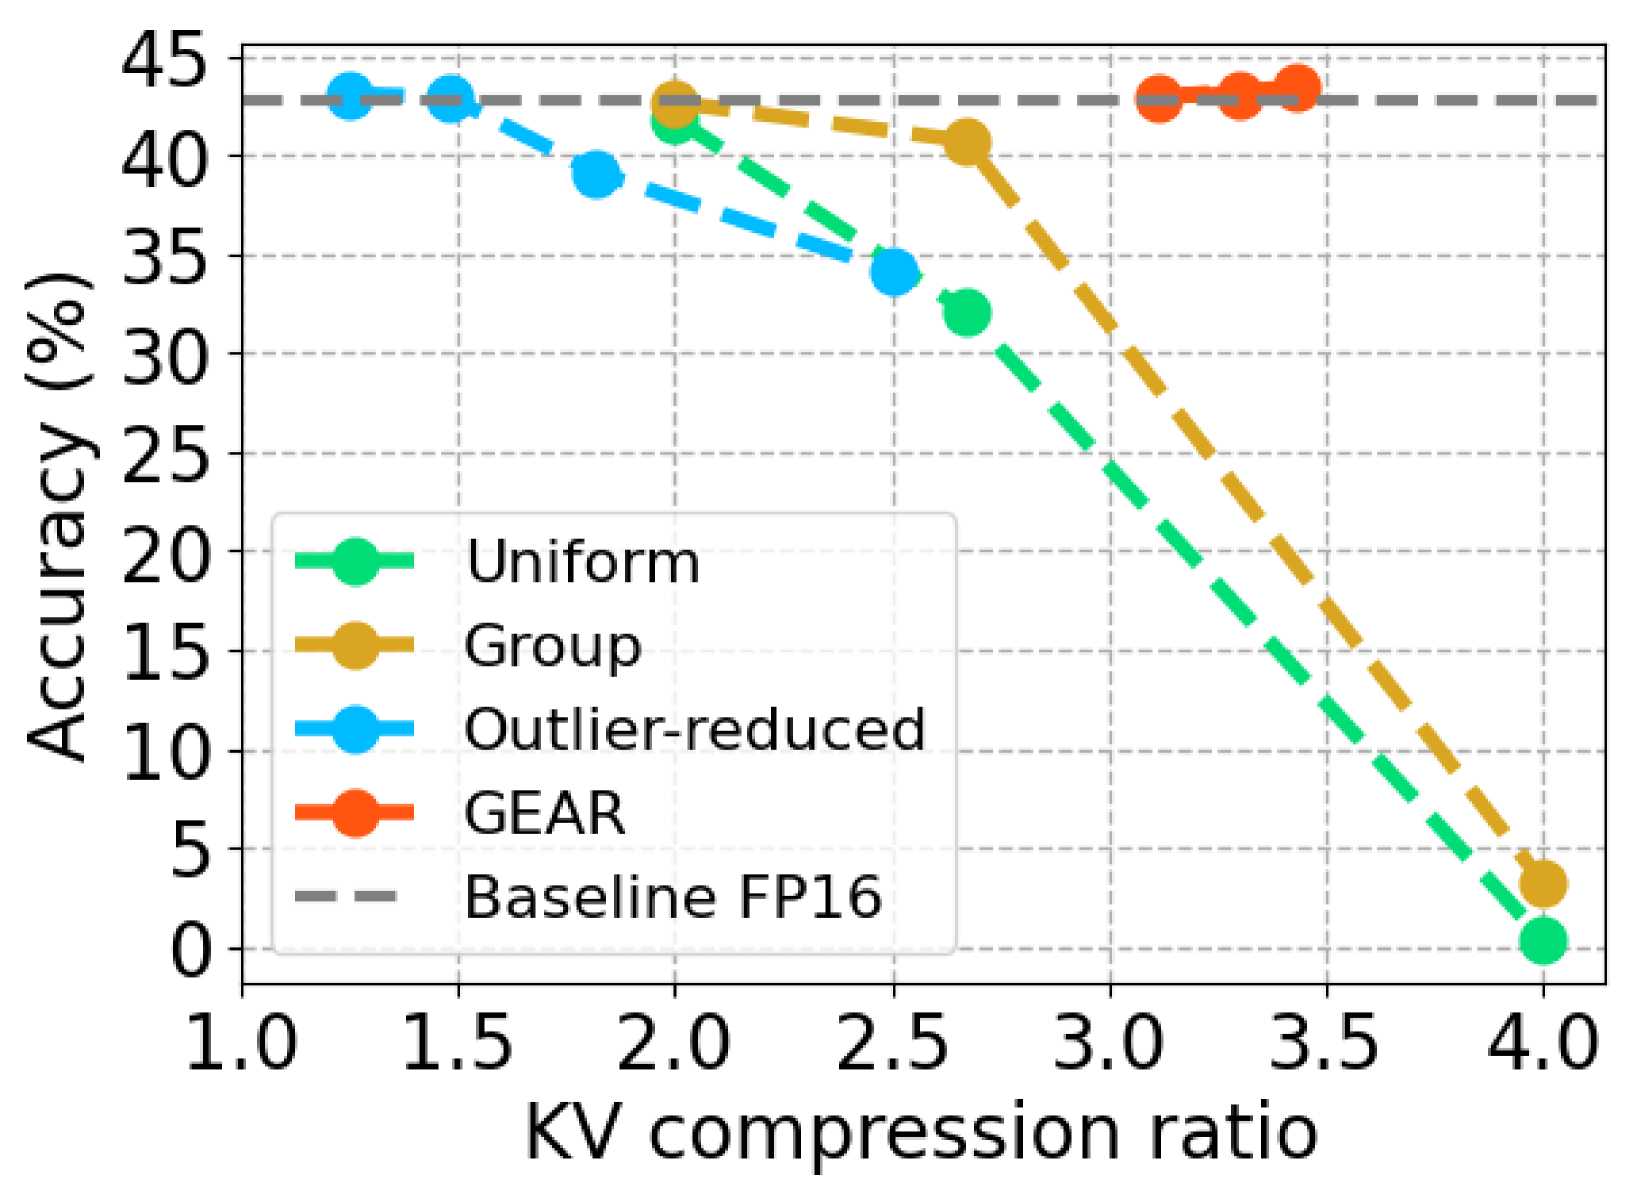 Accuracy (%)
45
40
35
30
25
20
15
10
5
0
Uniform
Group
Outlier-reduced
GEAR
Baseline FP16
1.0 1.5 2.0 2.5 3.0 3.5 4.0
KV compression ratio